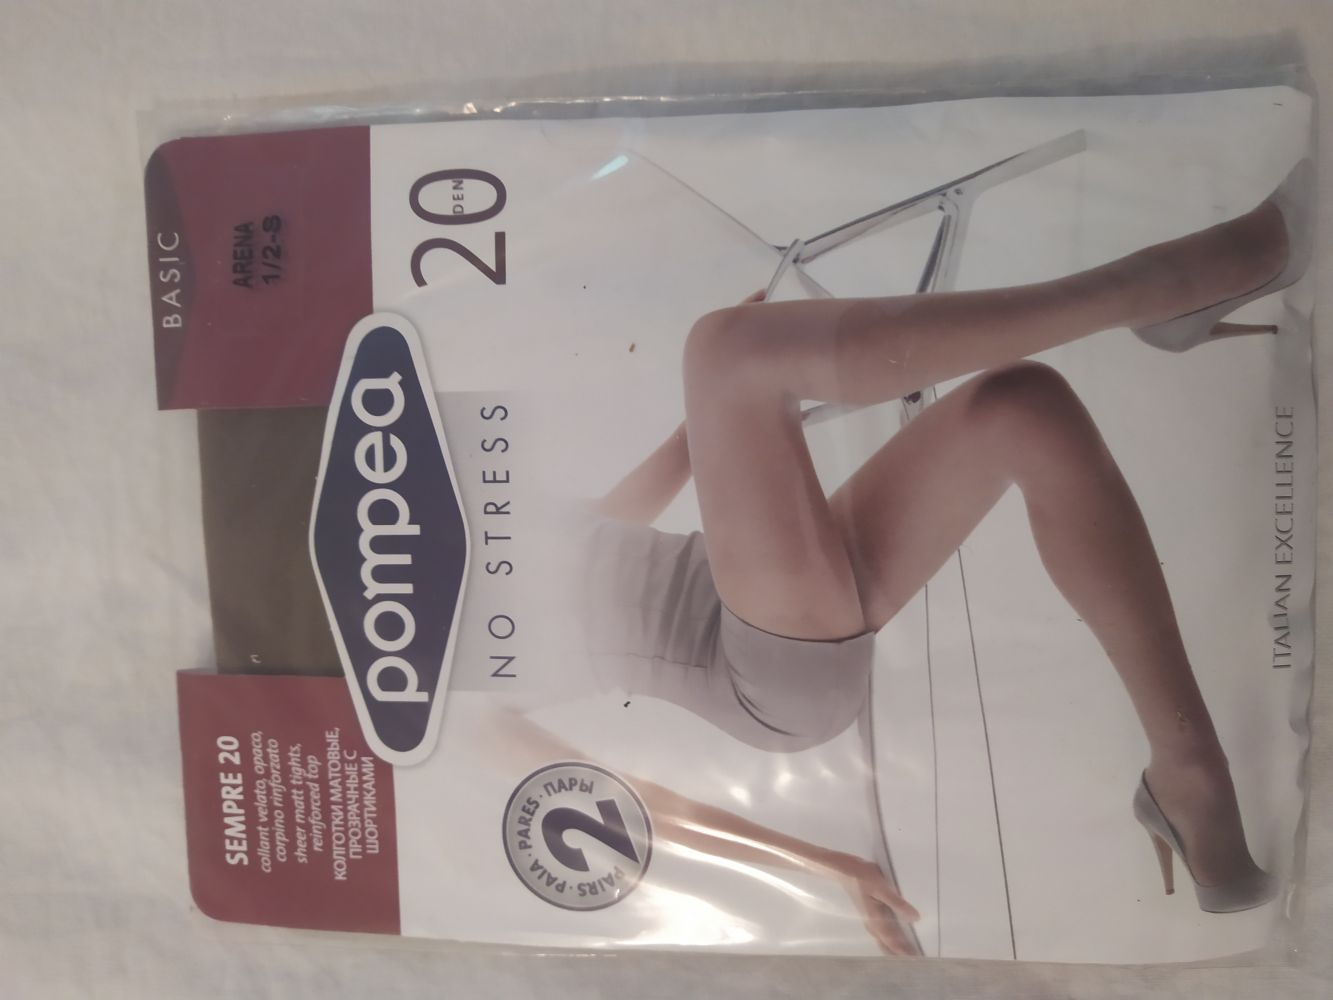 SEMPRE 20
collant velato, opaco,
corpino rinforzato
sheer matt tights,
reinforced top
КОЛГОТКИ МАТОВЫЕ,
ПРОЗРАЧНЫЕ С
ШОРТИКАМИ
BASIC
ARENA
1/2-S
pompea
NO STRESS
20
DEN
2
PAIRS · PAIA · PARES · ПАРЫ
ITALIAN EXCELLENCE